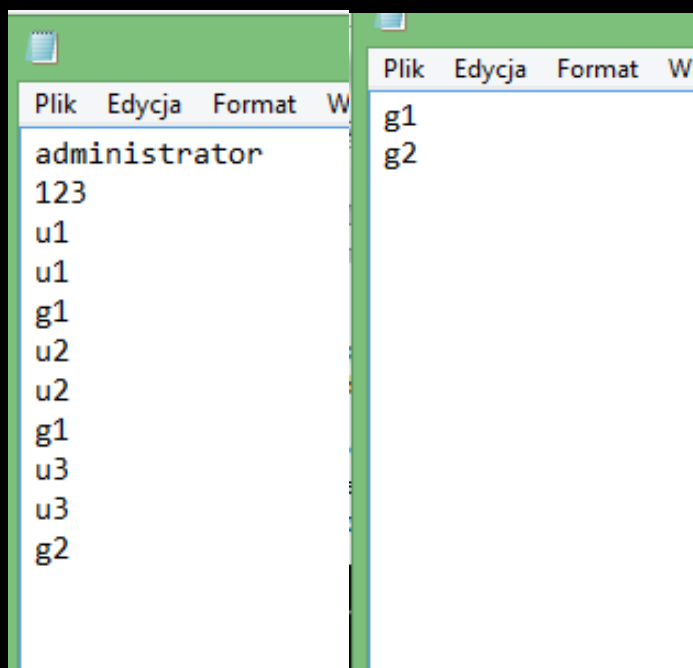 Plik Edycja Format W
administrator
123
u1
u1
g1
u2
u2
g1
u3
u3
g2
Plik Edycja Format W
g1
g2